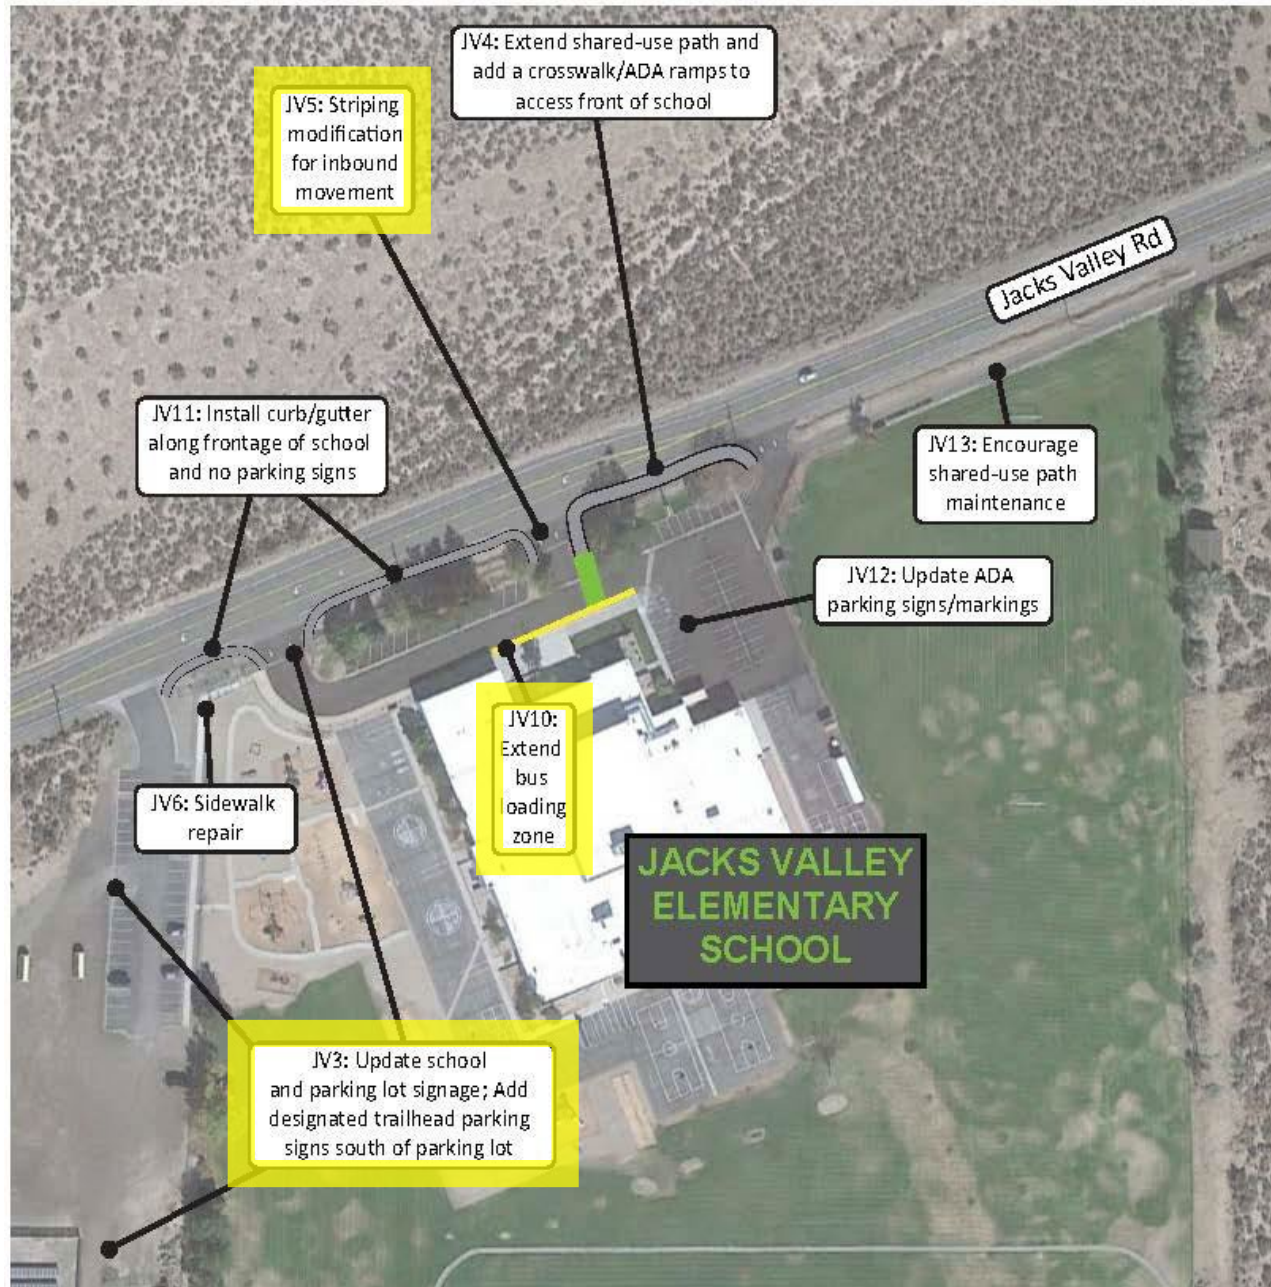 JV4: Extend shared-use path and
add a crosswalk/ADA ramps to
access front of school
JV5: Striping
modification
for inbound
movement
Jacks Valley Rd
JV11: Install curb/gutter
along frontage of school
and no parking signs
JV13: Encourage
shared-use path
maintenance
JV12: Update ADA
parking signs/markings
JV10:
Extend
bus
loading
zone
JV6: Sidewalk
repair
JACKS VALLEY
ELEMENTARY
SCHOOL
JV3: Update school
and parking lot signage; Add
designated trailhead parking
signs south of parking lot